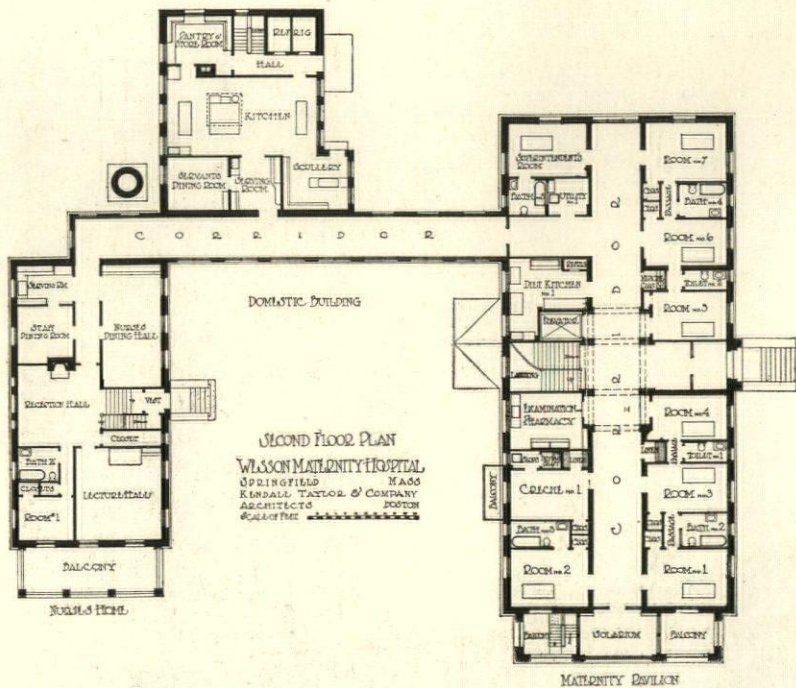 PANTRY &
STORE ROOM
REFRIG
HALL
KITCHEN
SERVANTS
DINING ROOM
SERVING
ROOM
SCULLERY
CORRIDOR
SERVING RM
STAFF
DINING ROOM
NURSES
DINING HALL
RECEPTION HALL
VEST
CLOSET
BATH
CLOSETS
ROOM #1
LECTURE HALL
BALCONY
NURSES HOME
DOMESTIC BUILDING
SECOND FLOOR PLAN
WESSON MATERNITY HOSPITAL
SPRINGFIELD MASS
KENDALL TAYLOR & COMPANY
ARCHITECTS BOSTON
SCALE OF FEET
SUPERINTENDENTS
ROOM
ROOM No. 7
UTILITY
BATH No. 4
PASSAGE
ROOM No. 6
DIET KITCHEN
No. 1
ROOM No. 5
ELEVATOR
LANDING
EXAMINATION
PHARMACY
ROOM No. 4
LINEN
PASSAGE
TOILET No. 1
CRECHE No. 1
ROOM No. 3
BALCONY
BATH No. 3
PASSAGE
BATH No. 2
ROOM No. 2
ROOM No. 1
CORRIDOR
SOLARIUM
BALCONY
MATERNITY PAVILION